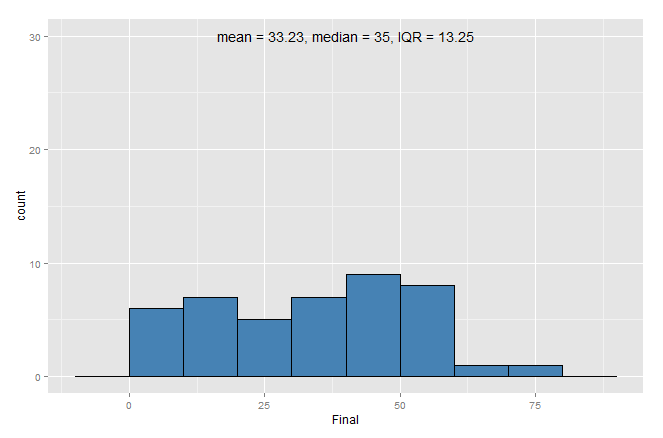 mean = 33.23, median = 35, IQR = 13.25
30
20
10
0
count
0 25 50 75
Final